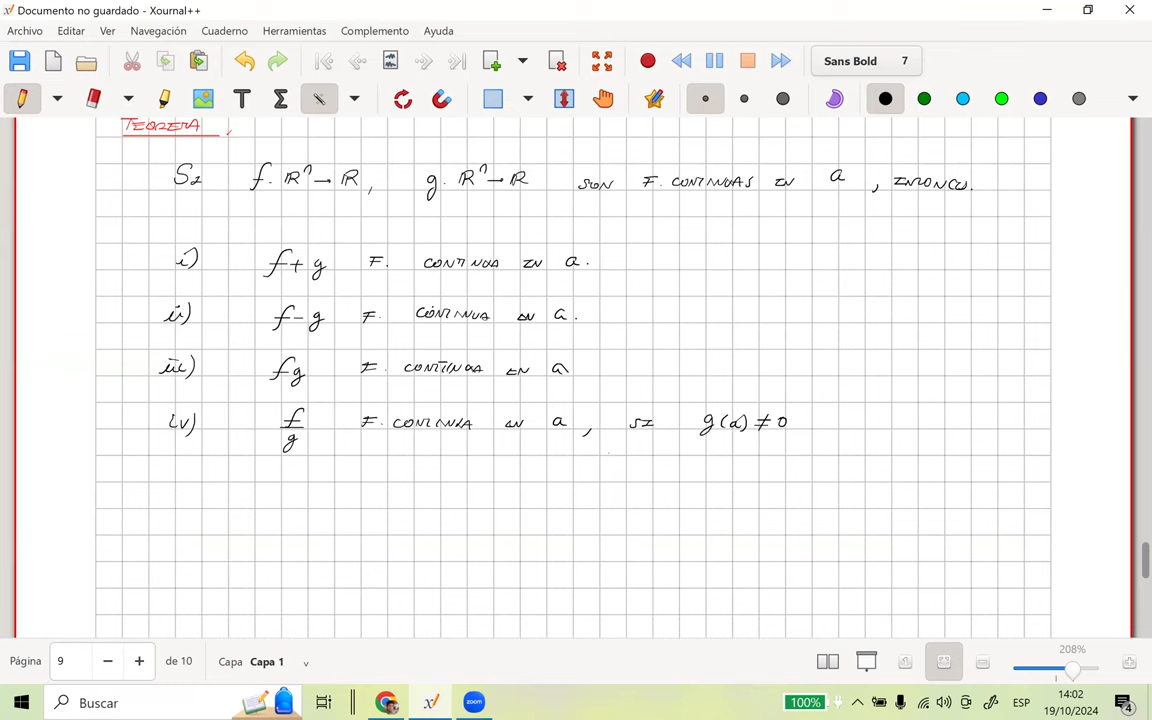 Documento no guardado - Xournal++
Archivo Editar Ver Navegación Cuaderno Herramientas Complemento Ayuda
Sans Bold 7
TEOREMA.
SI f: ℝⁿ→ℝ, g: ℝⁿ→ℝ SON F. CONTINUAS EN a, ENTONCES.
i) f+g F. CONTINUA EN a.
ii) f-g F. CONTINUA EN a.
iii) fg F. CONTINUA EN a
iv) f/g F. CONTINUA EN a, SI g(a)≠0
Página 9 de 10 Capa Capa 1 208%
Buscar zoom 100% ESP 14:02
19/10/2024 4